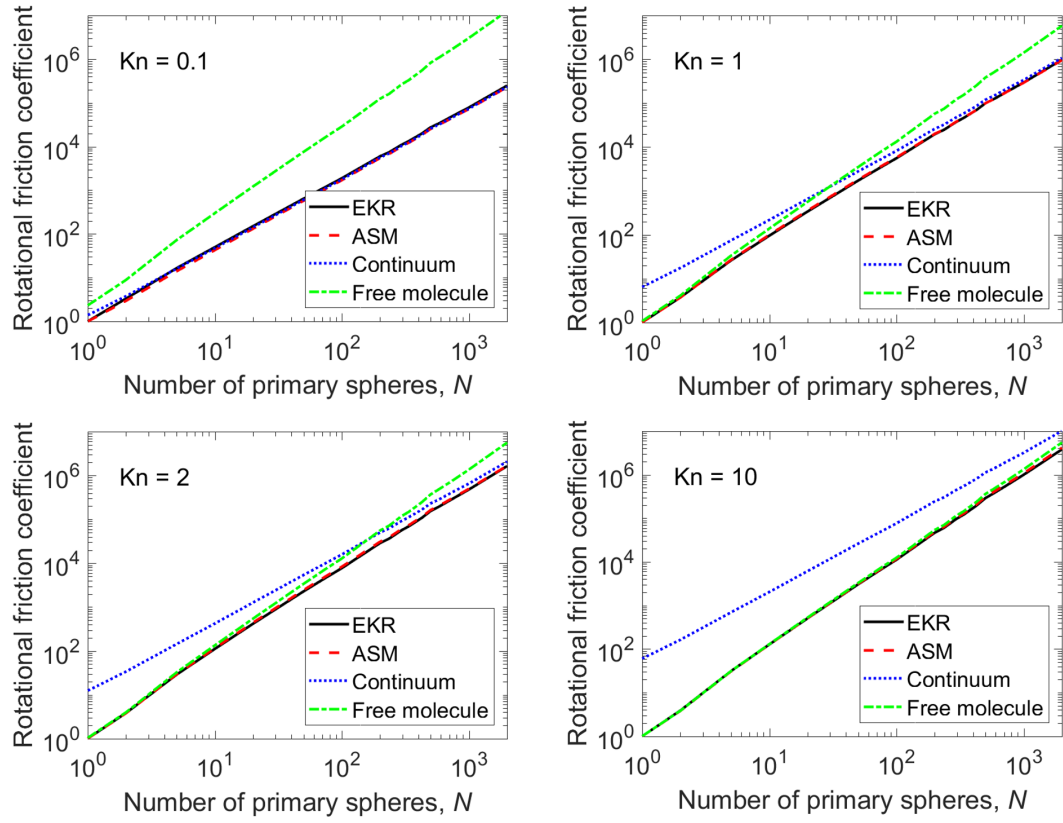 Rotational friction coefficient
10^6
10^4
10^2
10^0
Kn = 0.1
EKR
ASM
Continuum
Free molecule
10^0 10^1 10^2 10^3
Number of primary spheres, N
Rotational friction coefficient
10^6
10^4
10^2
10^0
Kn = 1
EKR
ASM
Continuum
Free molecule
10^0 10^1 10^2 10^3
Number of primary spheres, N
Rotational friction coefficient
10^6
10^4
10^2
10^0
Kn = 2
EKR
ASM
Continuum
Free molecule
10^0 10^1 10^2 10^3
Number of primary spheres, N
Rotational friction coefficient
10^6
10^4
10^2
10^0
Kn = 10
EKR
ASM
Continuum
Free molecule
10^0 10^1 10^2 10^3
Number of primary spheres, N